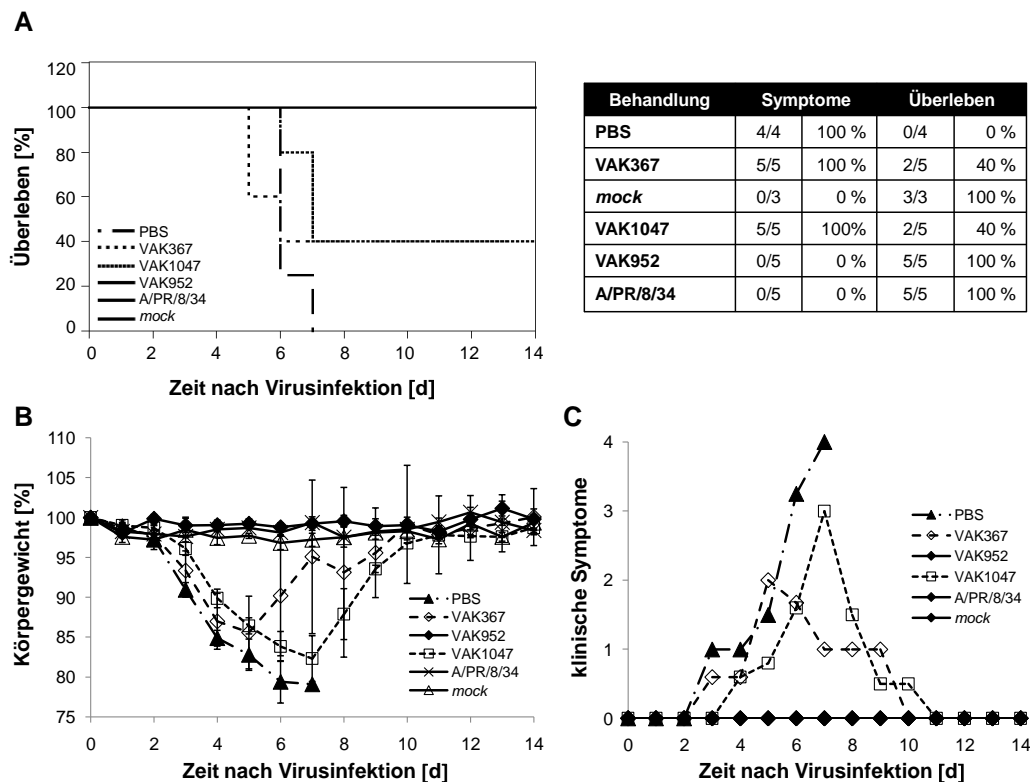 A
120
100
80
60
40
20
0
Überleben [%]
PBS
VAK367
VAK1047
VAK952
A/PR/8/34
mock
0 2 4 6 8 10 12 14
Zeit nach Virusinfektion [d]
Behandlung Symptome Überleben
PBS 4/4 100 % 0/4 0 %
VAK367 5/5 100 % 2/5 40 %
mock 0/3 0 % 3/3 100 %
VAK1047 5/5 100% 2/5 40 %
VAK952 0/5 0 % 5/5 100 %
A/PR/8/34 0/5 0 % 5/5 100 %
B
110
105
100
95
90
85
80
75
Körpergewicht [%]
PBS
VAK367
VAK952
VAK1047
A/PR/8/34
mock
0 2 4 6 8 10 12 14
Zeit nach Virusinfektion [d]
C
4
3
2
1
0
klinische Symptome
PBS
VAK367
VAK952
VAK1047
A/PR/8/34
mock
0 2 4 6 8 10 12 14
Zeit nach Virusinfektion [d]